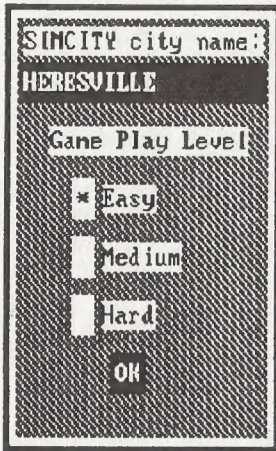 SIMCITY city name:
HERESVILLE
Game Play Level
* Easy
Medium
Hard
OK